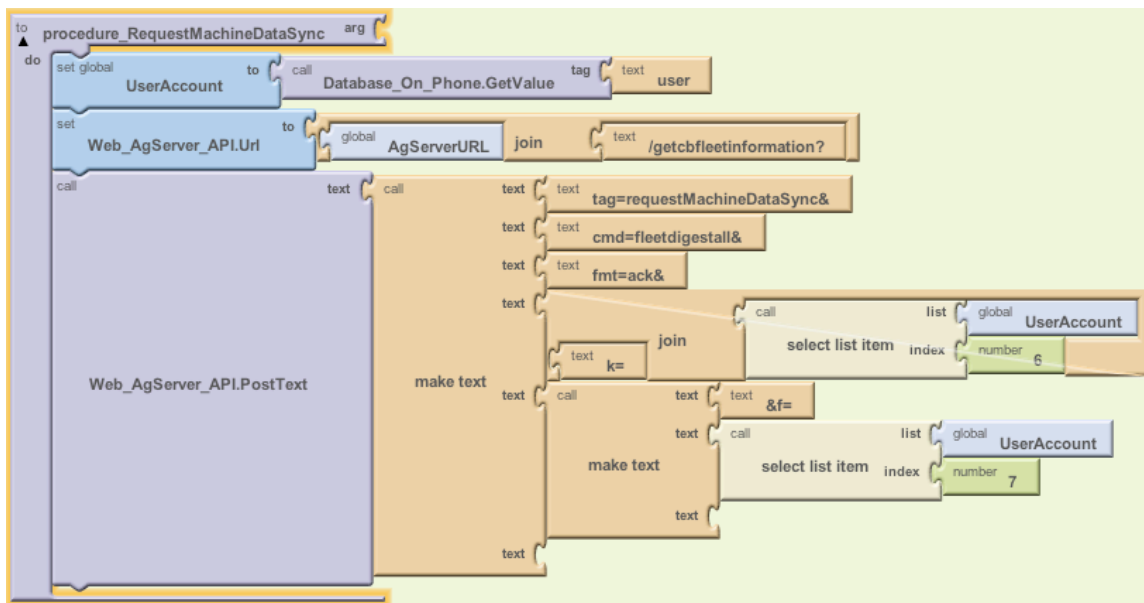 to procedure_RequestMachineDataSync arg
do set global UserAccount to call Database_On_Phone.GetValue tag text user
set Web_AgServer_API.Url to global AgServerURL join text /getcbfleetinformation?
call Web_AgServer_API.PostText text call make text text text tag=requestMachineDataSync&
text text cmd=fleetdigestall&
text text fmt=ack&
text text k= join call select list item list global UserAccount
index number 6
text call make text text text &f=
text call select list item list global UserAccount
index number 7
text
text